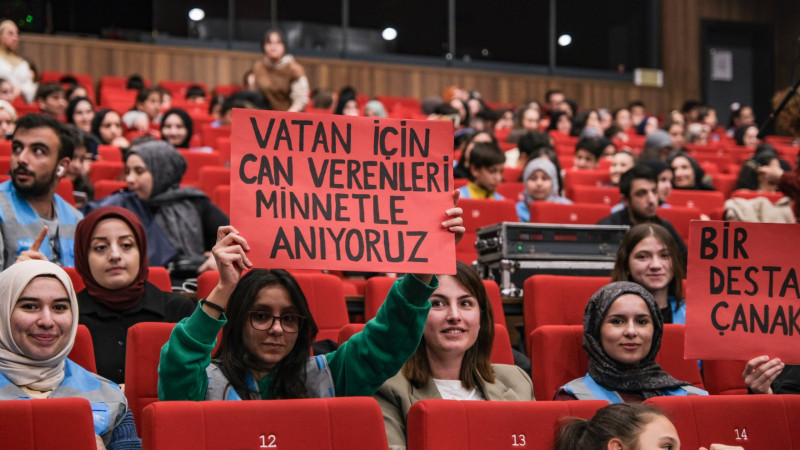 VATAN İÇİN
CAN VERENLERİ
MİNNETLE
ANIYORUZ
BİR
DESTA
ÇANAK
12
13
14